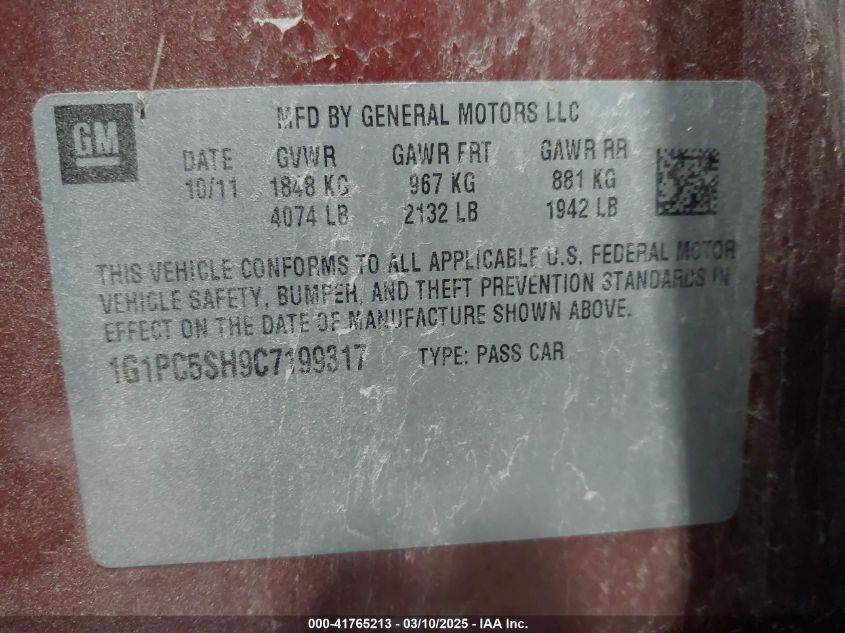 GM
MFD BY GENERAL MOTORS LLC
DATE GVWR GAWR FRT GAWR RR
10/11 1848 KG 967 KG 881 KG
4074 LB 2132 LB 1942 LB
THIS VEHICLE CONFORMS TO ALL APPLICABLE U.S. FEDERAL MOTOR
VEHICLE SAFETY, BUMPER, AND THEFT PREVENTION STANDARDS IN
EFFECT ON THE DATE OF MANUFACTURE SHOWN ABOVE.
1G1PC5SH9C7199317 TYPE: PASS CAR
000-41765213 - 03/10/2025 - IAA Inc.